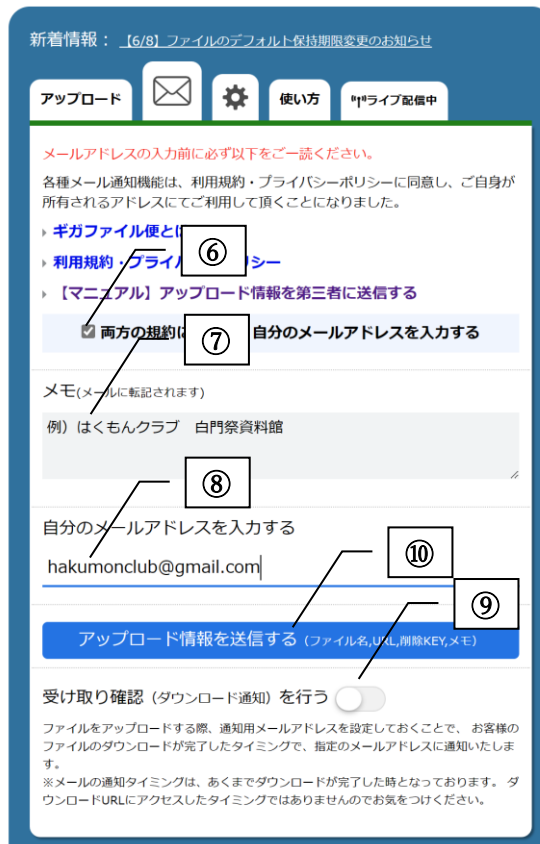 新着情報： 【6/8】ファイルのデフォルト保持期限変更のお知らせ
アップロード 使い方 ライブ配信中
メールアドレスの入力前に必ず以下をご一読ください。
各種メール通知機能は、利用規約・プライバシーポリシーに同意し、ご自身が
所有されるアドレスにてご利用して頂くことになりました。
ギガファイル便とは
⑥
利用規約・プライバ リシー
【マニュアル】アップロード情報を第三者に送信する
両方の規約に 自分のメールアドレスを入力する
⑦
メモ(メールに転記されます)
例）はくもんクラブ　白門祭資料館
⑧
自分のメールアドレスを入力する
⑩
hakumonclub@gmail.com
⑨
アップロード情報を送信する (ファイル名,URL,削除KEY,メモ)
受け取り確認（ダウンロード通知）を行う
ファイルをアップロードする際、通知用メールアドレスを設定しておくことで、 お客様の
ファイルのダウンロードが完了したタイミングで、指定のメールアドレスに通知いたしま
す。
※メールの通知タイミングは、あくまでダウンロードが完了した時となっております。 ダ
ウンロードURLにアクセスしたタイミングではありませんのでお気をつけください。